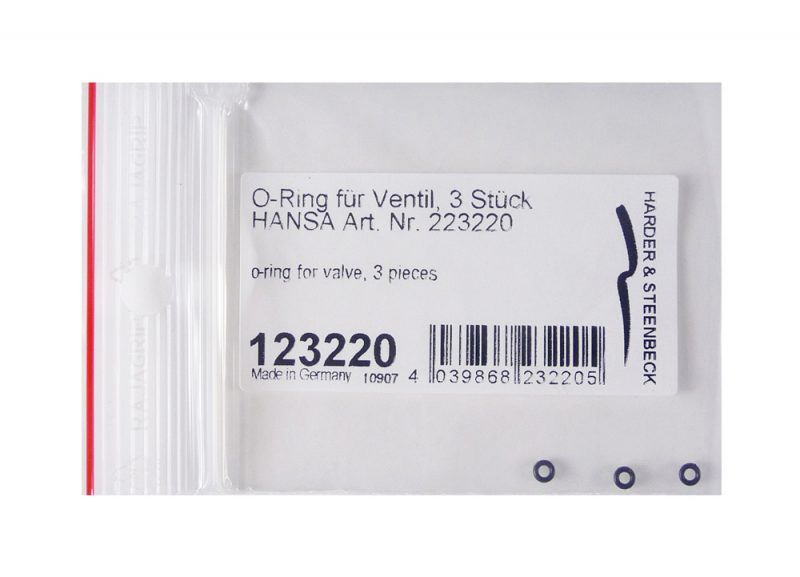 O-Ring für Ventil, 3 Stück
HANSA Art. Nr. 223220
o-ring for valve, 3 pieces
123220
Made in Germany 10907 4 039868 232205
HARDER & STEENBECK